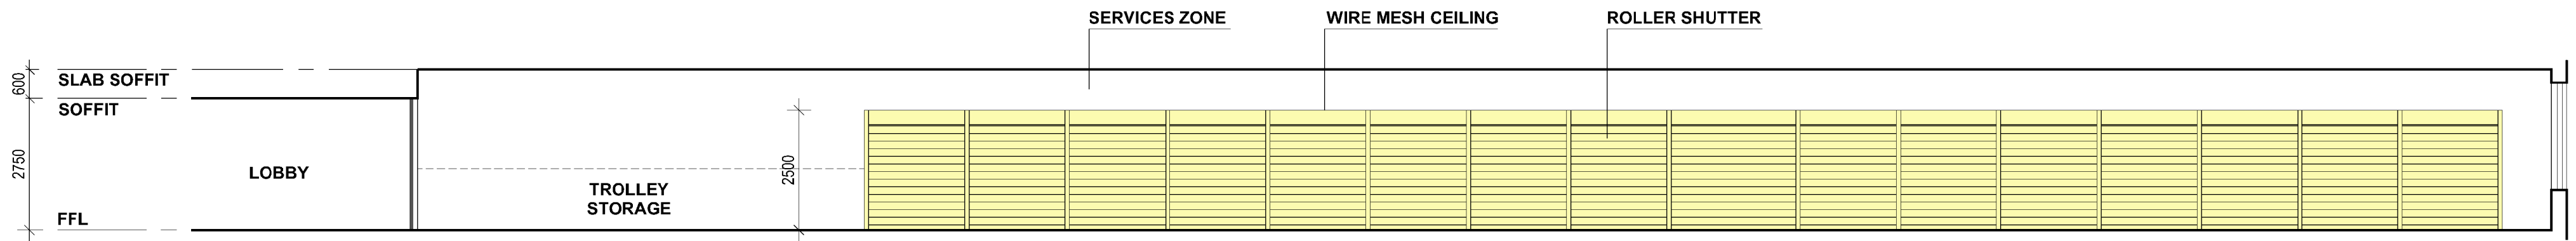 SERVICES ZONE
WIRE MESH CEILING
ROLLER SHUTTER
600
SLAB SOFFIT
SOFFIT
2750
LOBBY
2500
TROLLEY
STORAGE
FFL